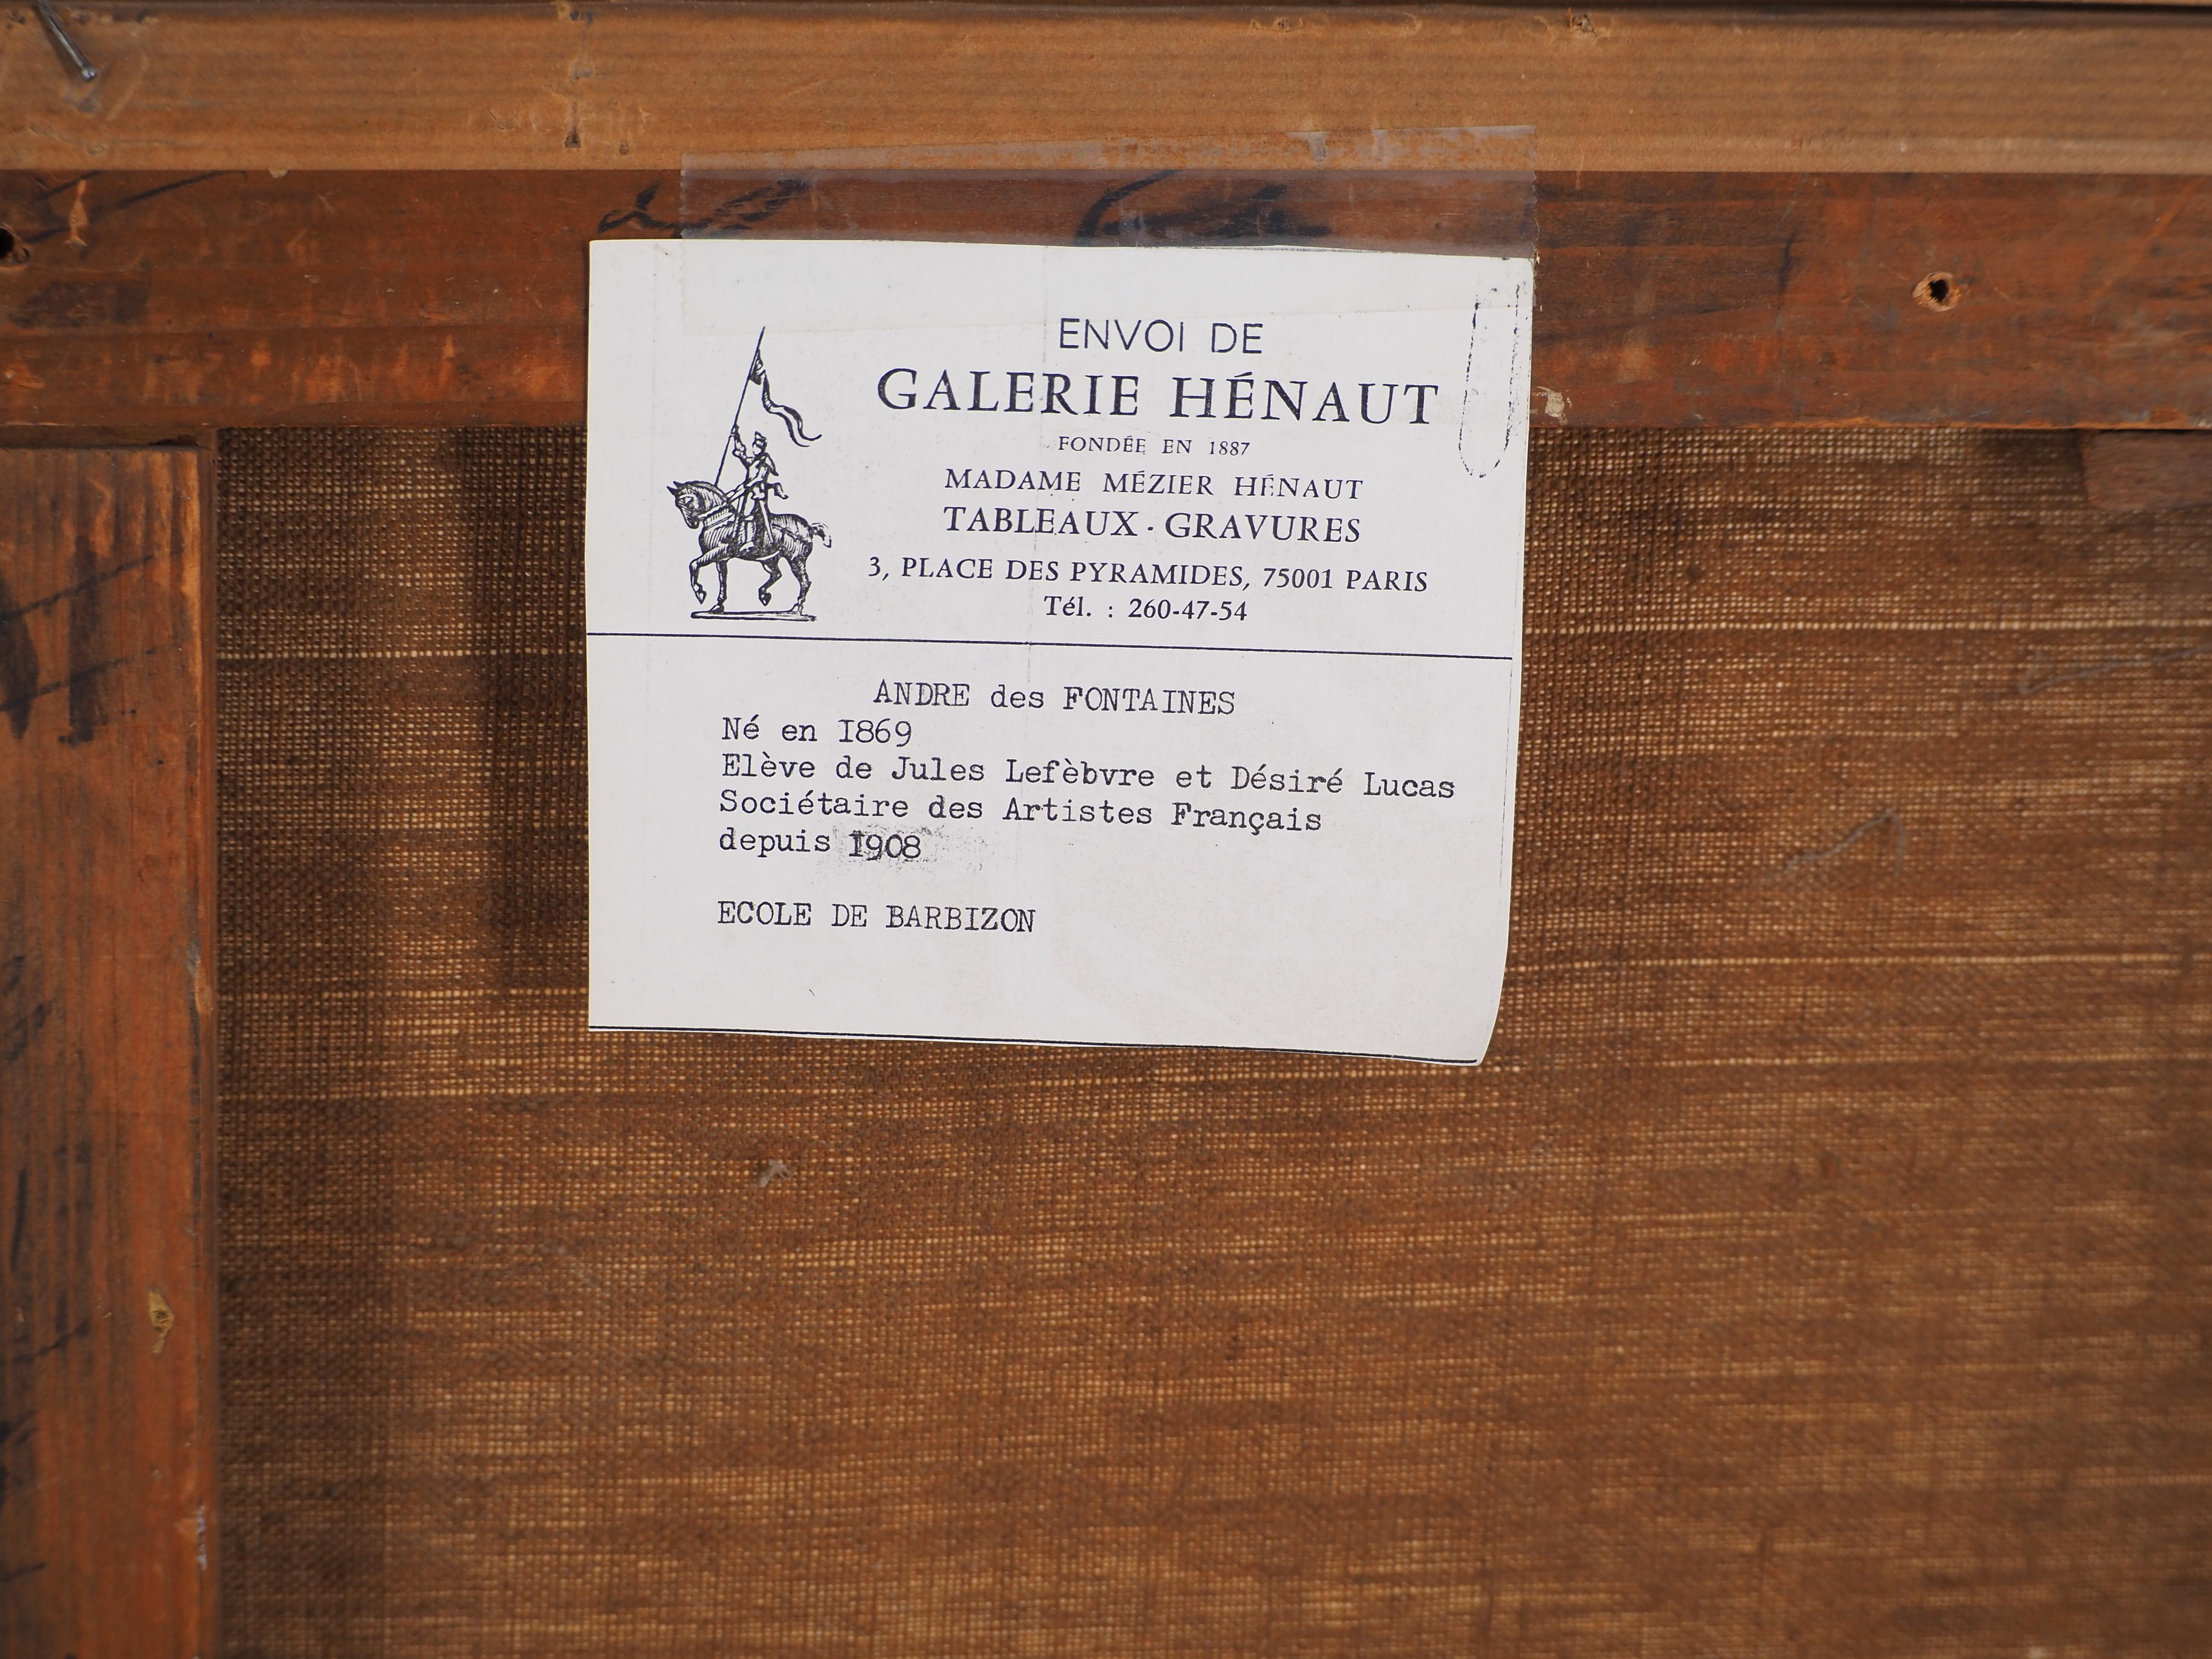 ENVOI DE
GALERIE HÉNAUT
FONDÉE EN 1887
MADAME MÉZIER HÉNAUT
TABLEAUX · GRAVURES
3, PLACE DES PYRAMIDES, 75001 PARIS
Tél. : 260-47-54
ANDRE des FONTAINES
Né en I869
Elève de Jules Lefèbvre et Désiré Lucas
Sociétaire des Artistes Français
depuis I908
ECOLE DE BARBIZON